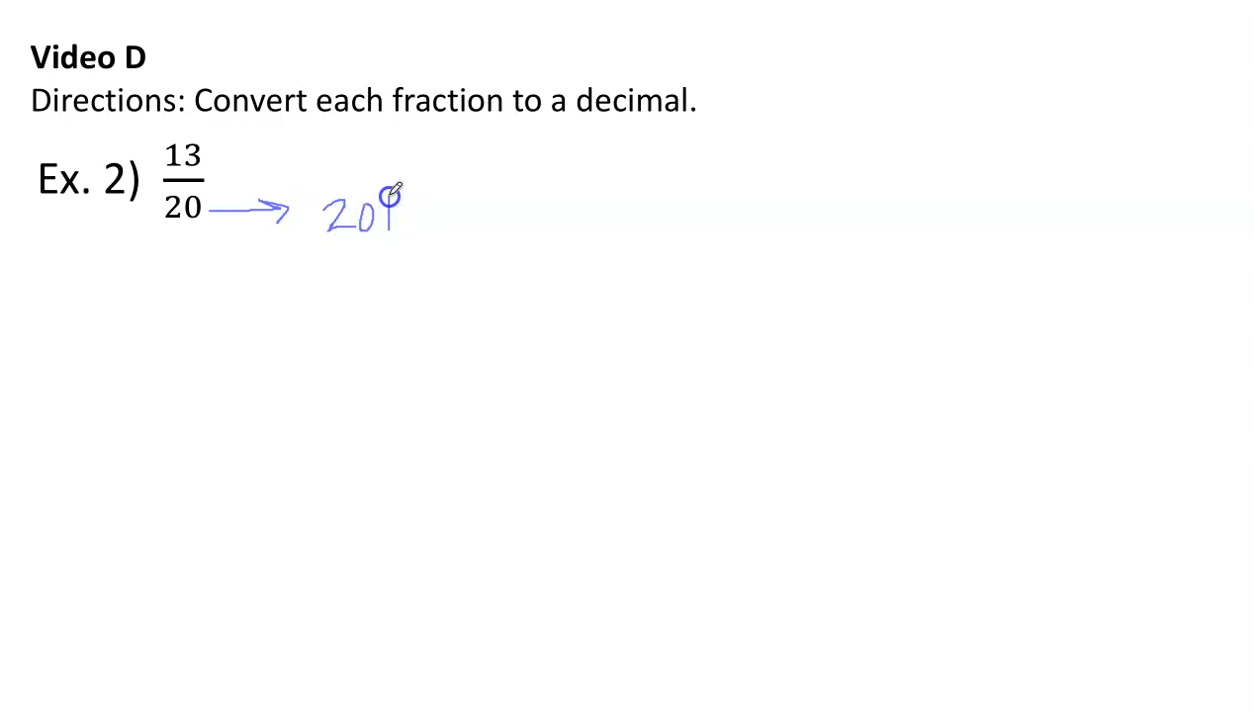 Video D
Directions: Convert each fraction to a decimal.
Ex. 2) 13/20 → 20